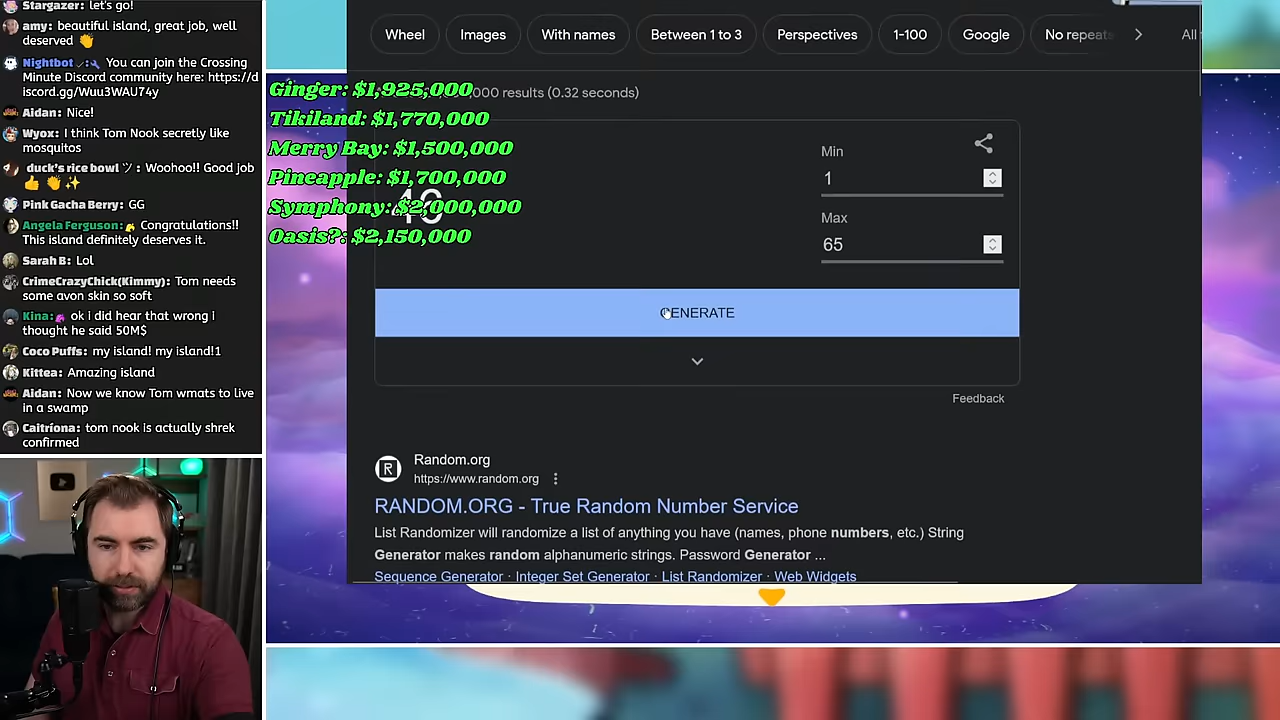 Stargazer: let's go!
amy: beautiful island, great job, well
deserved 👏
Nightbot: You can join the Crossing
Minute Discord community here: https://d
iscord.gg/Wuu3WAU74y
Aidan: Nice!
Wyox: I think Tom Nook secretly like
mosquitos
duck's rice bowl ツ: Woohoo!! Good job
👍 👏 ✨
Pink Gacha Berry: GG
Angela Ferguson: Congratulations!!
This island definitely deserves it.
Sarah B: Lol
CrimeCrazyChick(Kimmy): Tom needs
some avon skin so soft
Kina: ok i did hear that wrong i
thought he said 50M$
Coco Puffs: my island! my island!1
Kittea: Amazing island
Aidan: Now we know Tom wmats to live
in a swamp
Caitríona: tom nook is actually shrek
confirmed
Wheel Images With names Between 1 to 3 Perspectives 1-100 Google No repeats All
000 results (0.32 seconds)
Ginger: $1,925,000
Tikiland: $1,770,000
Merry Bay: $1,500,000
Pineapple: $1,700,000
Symphony: $2,000,000
Oasis?: $2,150,000
Min
1
Max
65
GENERATE
Feedback
R
Random.org
https://www.random.org
RANDOM.ORG - True Random Number Service
List Randomizer will randomize a list of anything you have (names, phone numbers, etc.) String
Generator makes random alphanumeric strings. Password Generator ...
Sequence Generator · Integer Set Generator · List Randomizer · Web Widgets